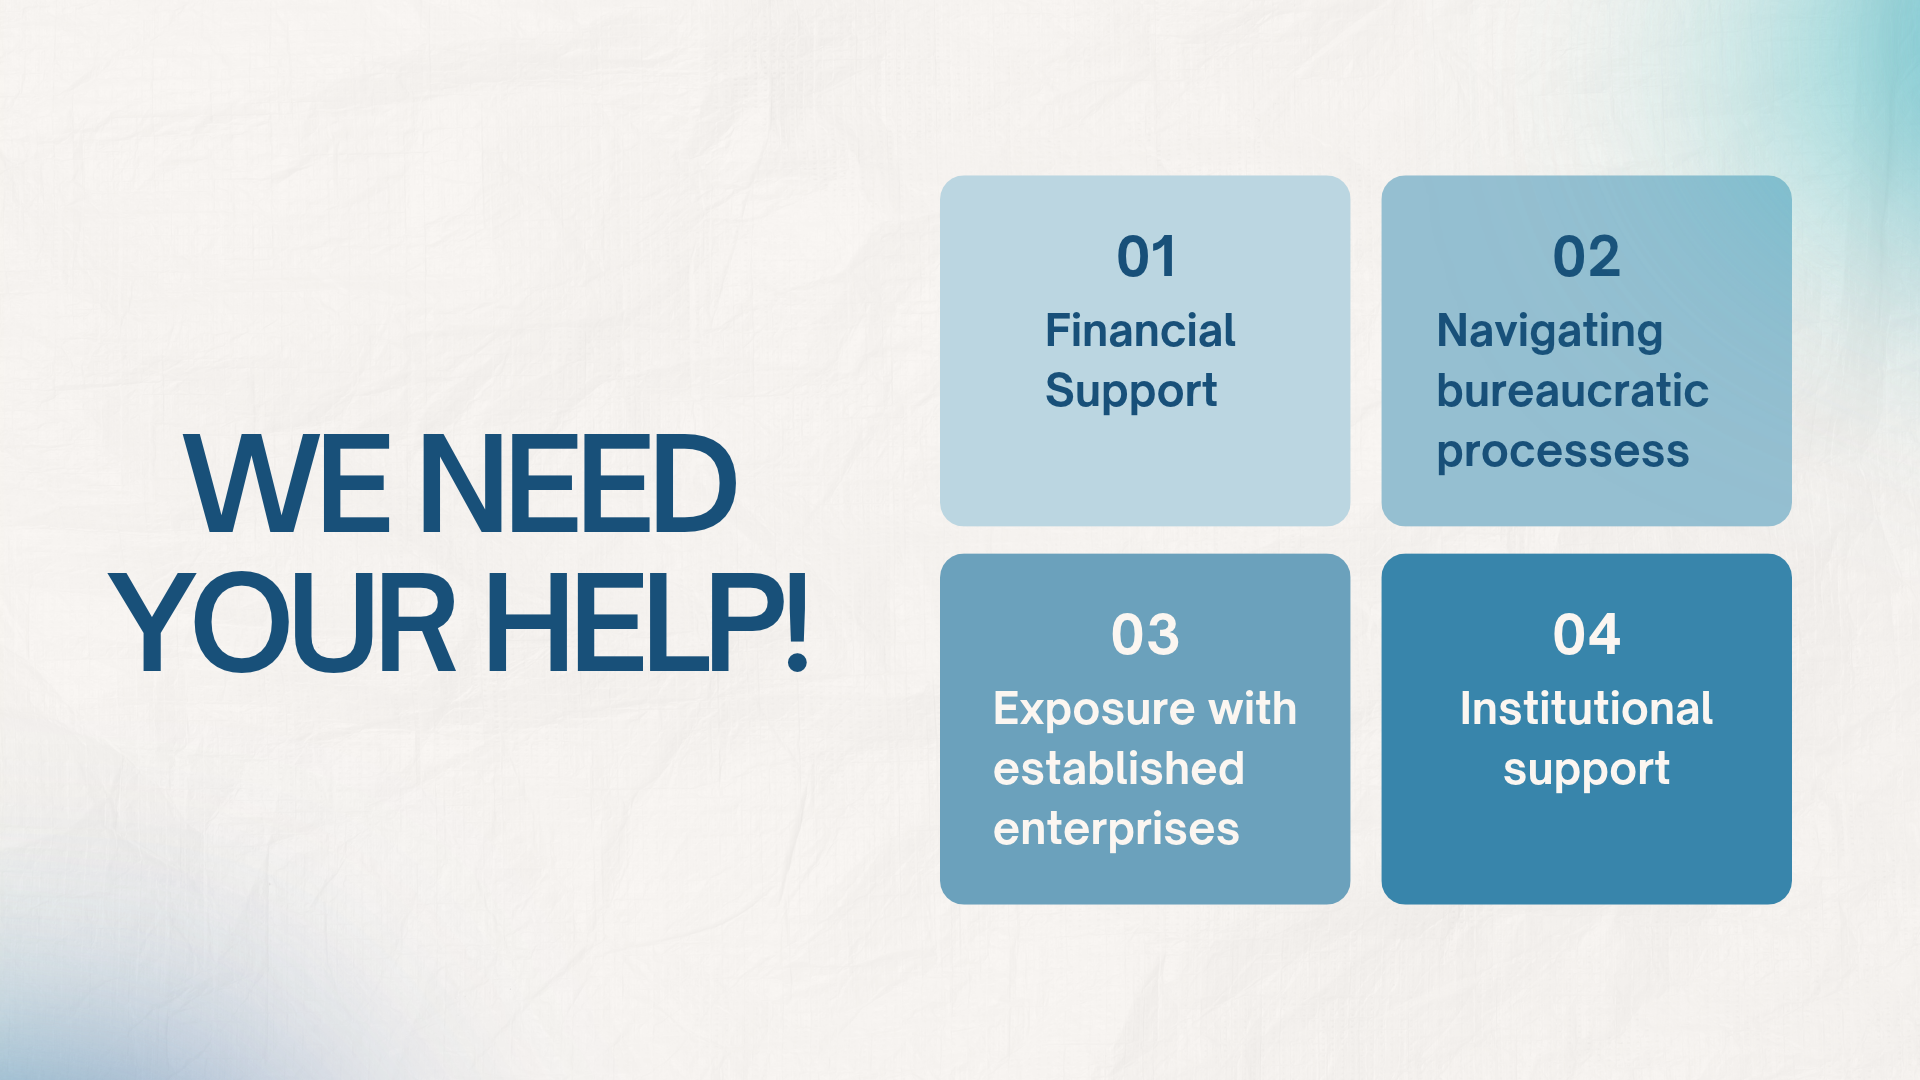 WE NEED
YOUR HELP!
01
Financial
Support
02
Navigating
bureaucratic
processess
03
Exposure with
established
enterprises
04
Institutional
support